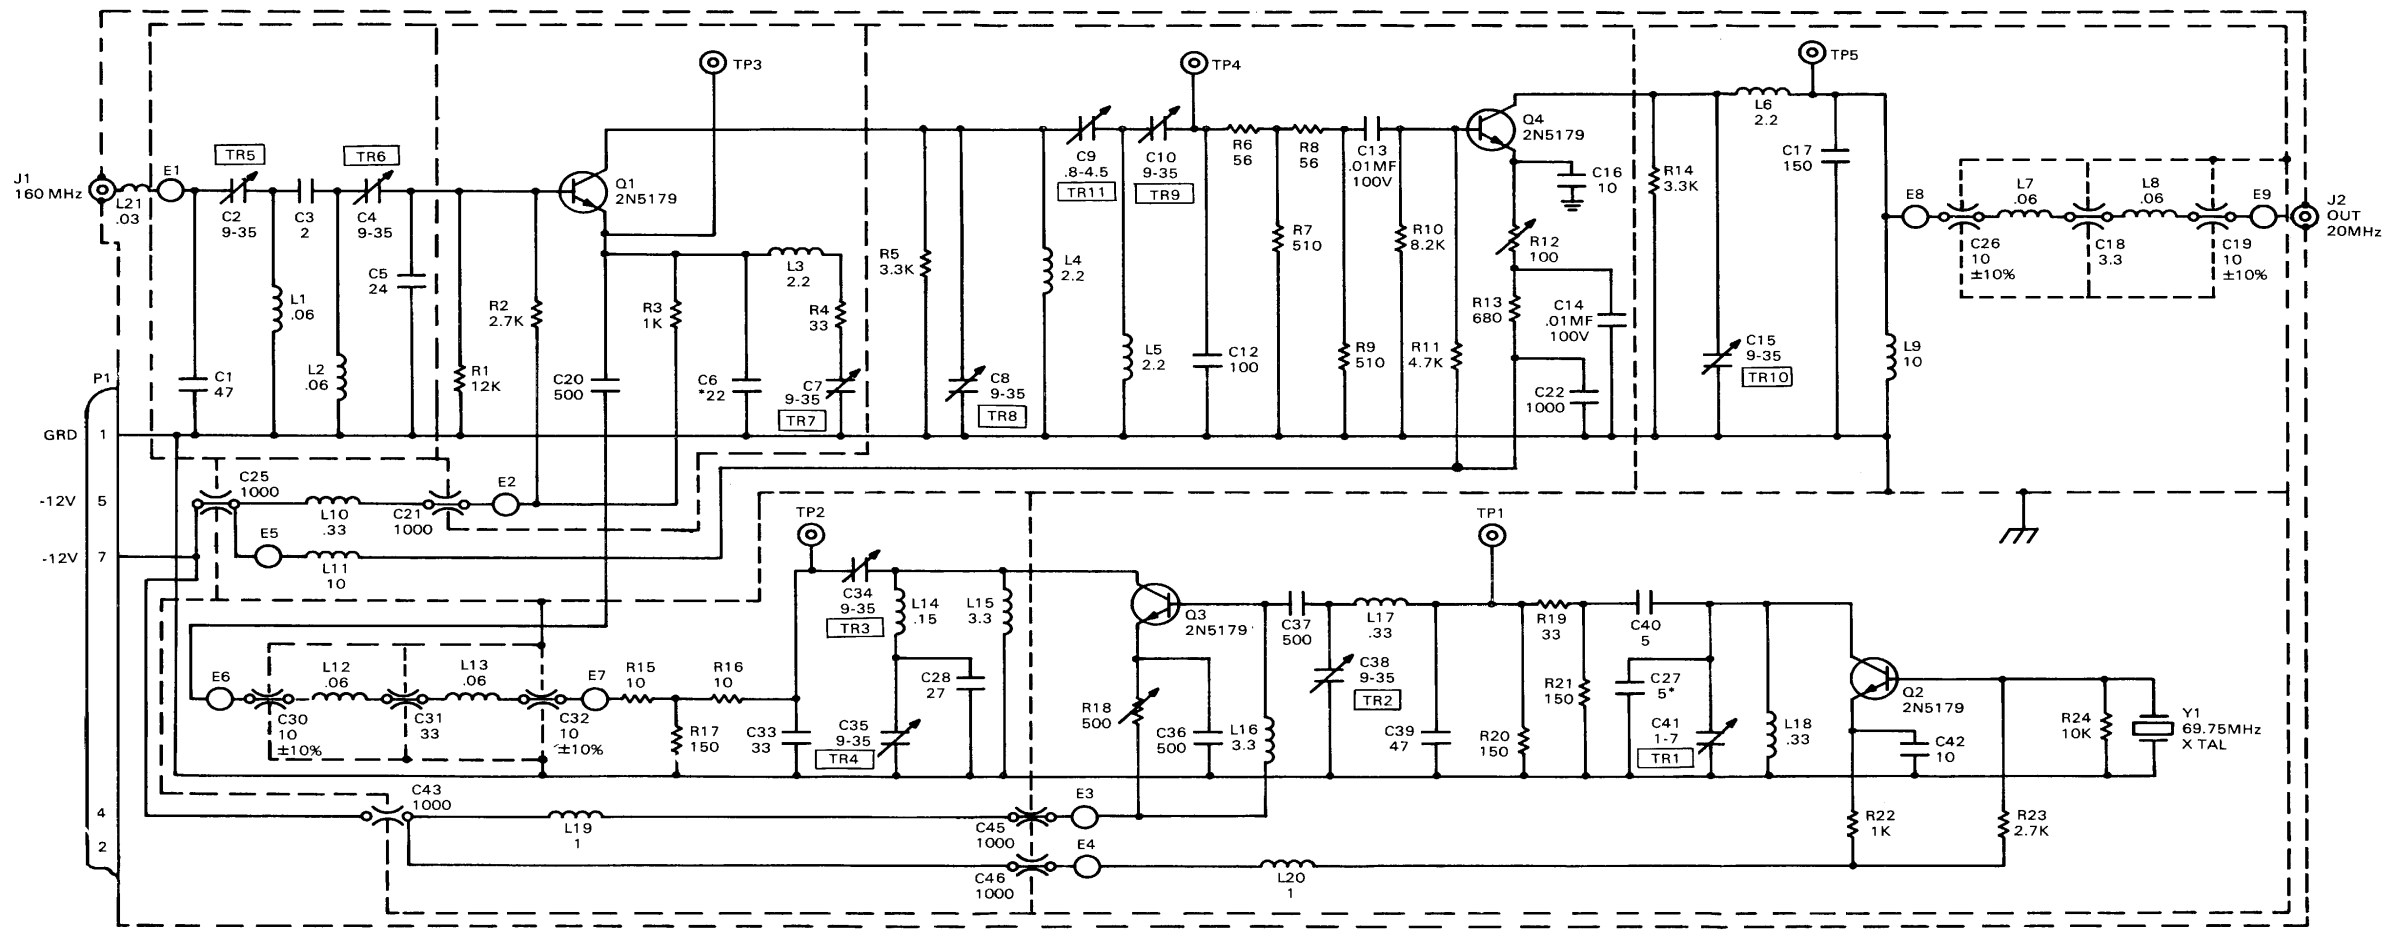 TP3
TP4
TP5
J1
160 MHz
L21
.03
E1
TR5
C2
9-35
C3
2
TR6
C4
9-35
C5
24
L1
.06
L2
.06
C1
47
R1
12K
R2
2.7K
Q1
2N5179
R3
1K
C20
500
C6
*22
L3
2.2
R4
33
C7
9-35
TR7
R5
3.3K
C8
9-35
TR8
L4
2.2
C9
.8-4.5
TR11
C10
9-35
TR9
L5
2.2
C12
100
R6
56
R7
510
R8
56
R9
510
C13
.01MF
100V
R10
8.2K
R11
4.7K
Q4
2N5179
C16
10
R12
100
R13
680
C14
.01MF
100V
C22
1000
R14
3.3K
L6
2.2
C15
9-35
TR10
C17
150
L9
10
E8
C26
10
±10%
L7
.06
C18
3.3
L8
.06
C19
10
±10%
E9
J2
OUT
20MHz
P1
GRD
1
-12V
5
-12V
7
4
2
C25
1000
L10
.33
C21
1000
E2
E5
L11
10
E6
C30
10
±10%
L12
.06
C31
33
L13
.06
C32
10
±10%
E7
R15
10
R16
10
R17
150
C33
33
TP2
C34
9-35
TR3
L14
.15
L15
3.3
C28
27
C35
9-35
TR4
Q3
2N5179
R18
500
C36
500
L16
3.3
C37
500
C38
9-35
TR2
L17
.33
C39
47
TP1
R20
150
R19
33
R21
150
C40
5
C27
5*
C41
1-7
TR1
L18
.33
Q2
2N5179
C42
10
R22
1K
R23
2.7K
R24
10K
Y1
69.75MHz
X TAL
C43
1000
L19
1
C45
1000
E3
C46
1000
E4
L20
1